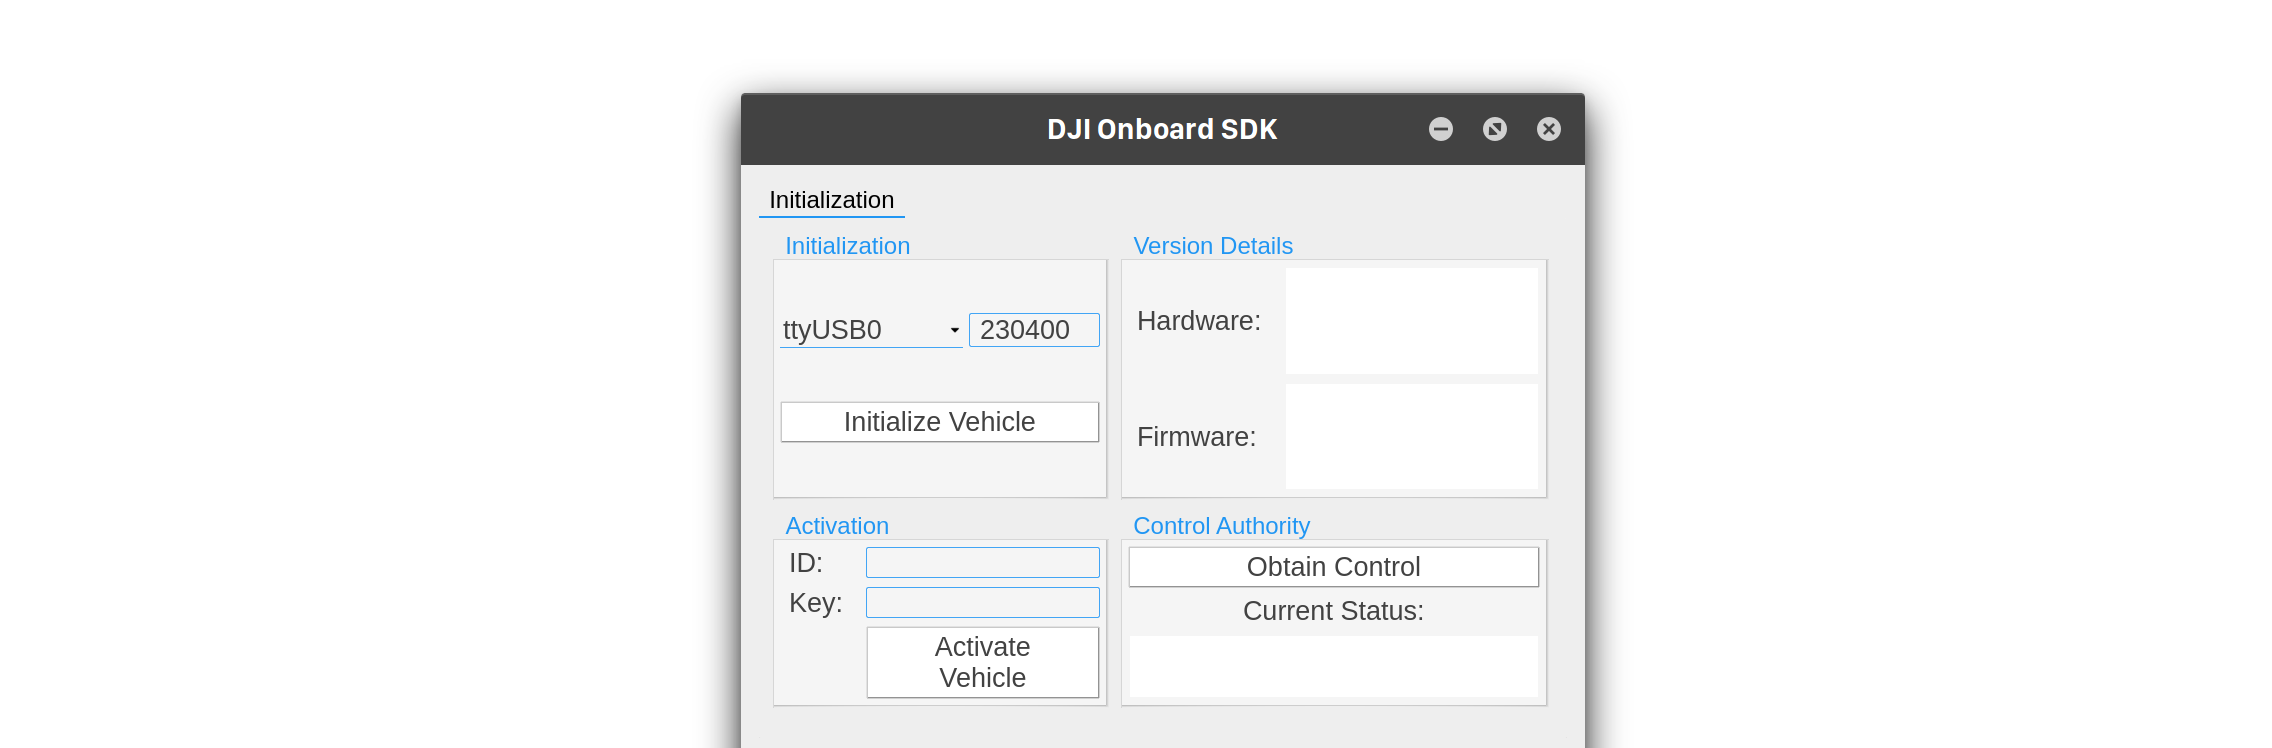 DJI Onboard SDK
Initialization
Initialization
ttyUSB0 230400
Initialize Vehicle
Version Details
Hardware:
Firmware:
Activation
ID:
Key:
Activate
Vehicle
Control Authority
Obtain Control
Current Status: